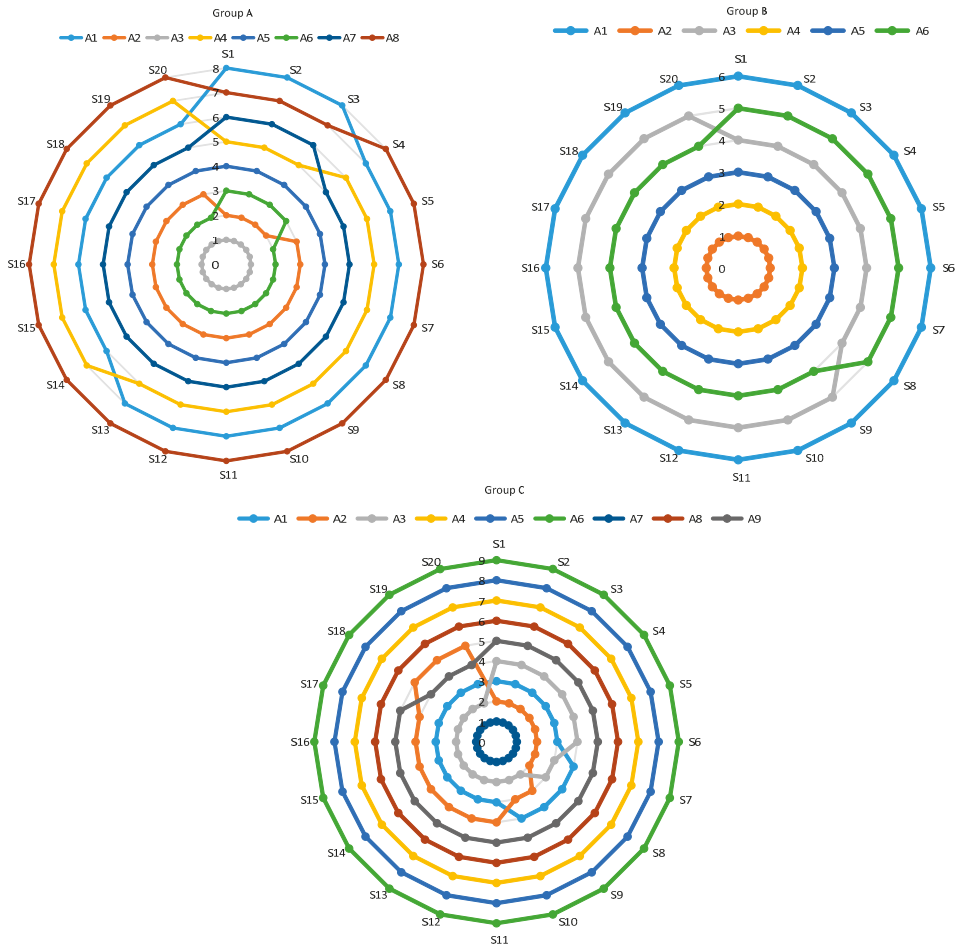 Group A
A1 A2 A3 A4 A5 A6 A7 A8
S1
S2
S3
S4
S5
S6
S7
S8
S9
S10
S11
S12
S13
S14
S15
S16
S17
S18
S19
S20
8
7
6
5
4
3
2
1
0
Group B
A1 A2 A3 A4 A5 A6
S1
S2
S3
S4
S5
S6
S7
S8
S9
S10
S11
S12
S13
S14
S15
S16
S17
S18
S19
S20
6
5
4
3
2
1
0
Group C
A1 A2 A3 A4 A5 A6 A7 A8 A9
S1
S2
S3
S4
S5
S6
S7
S8
S9
S10
S11
S12
S13
S14
S15
S16
S17
S18
S19
S20
9
8
7
6
5
4
3
2
1
0